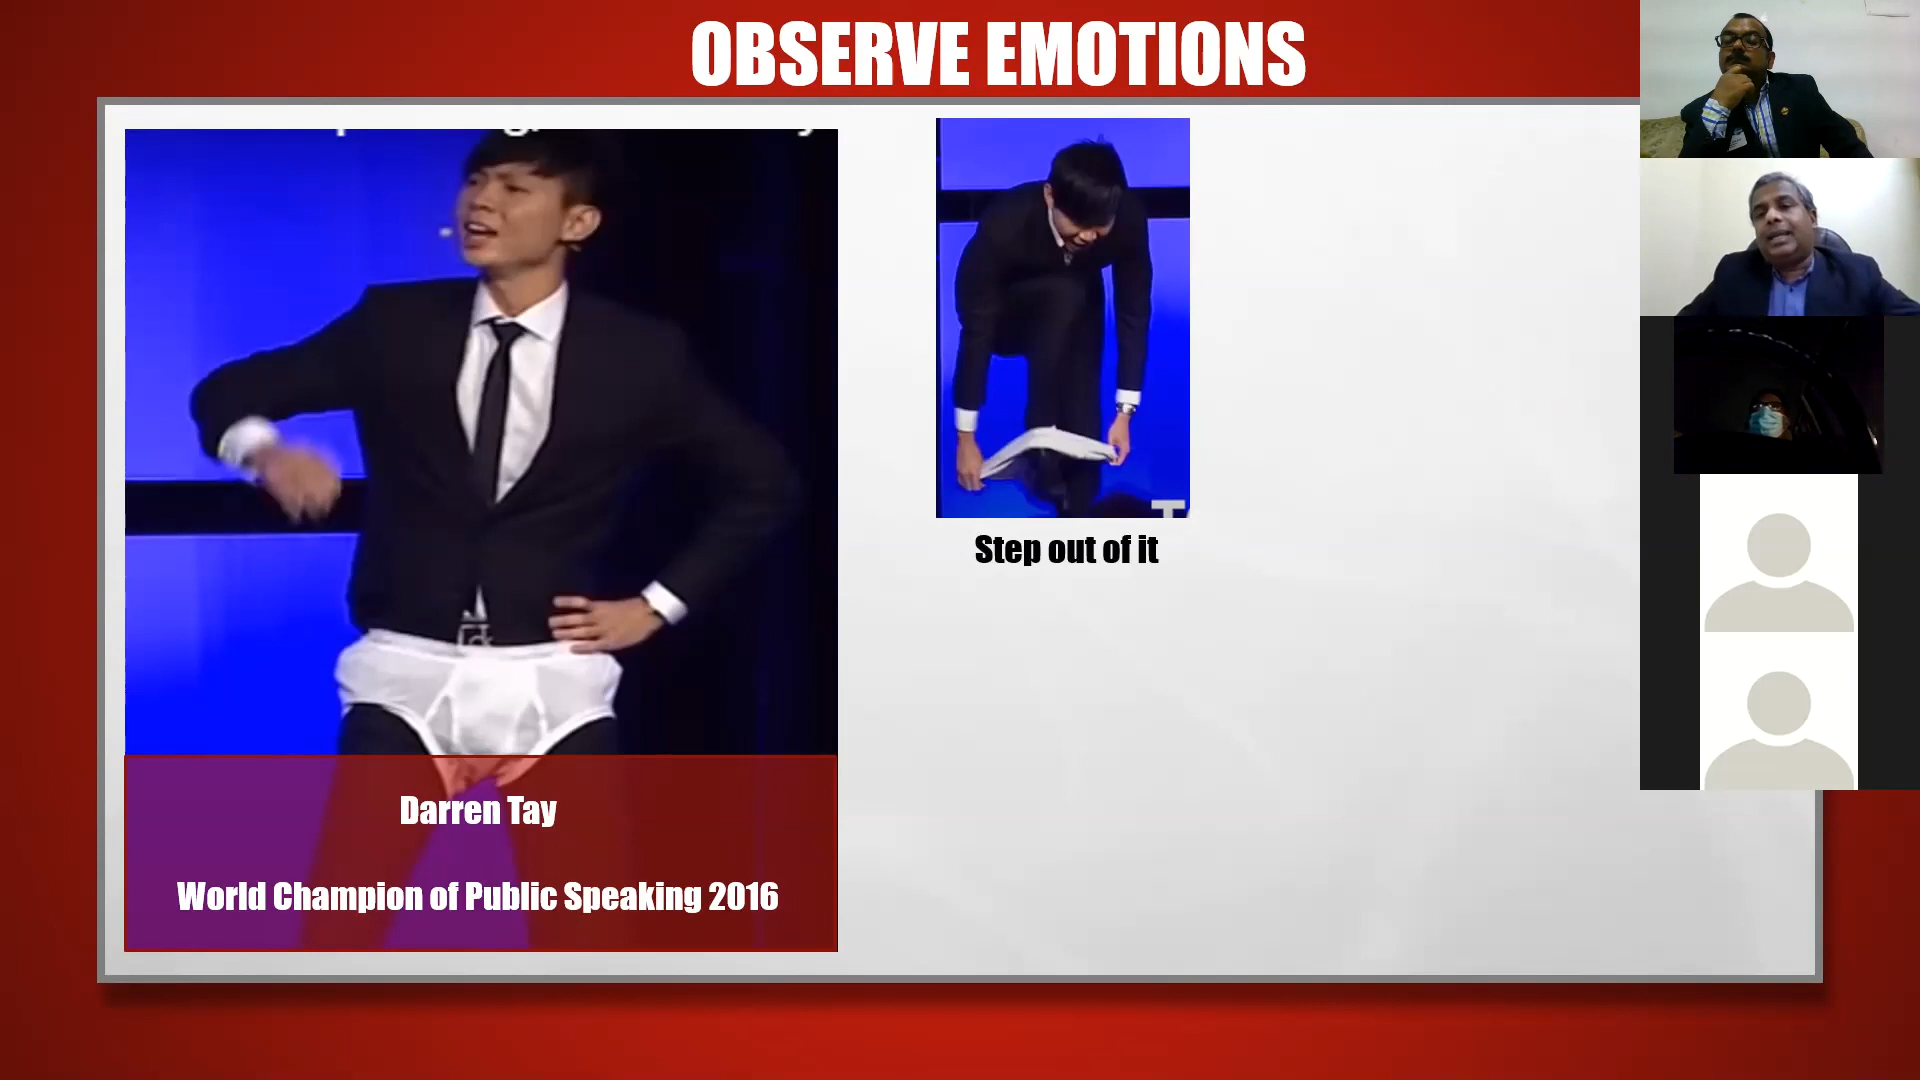 OBSERVE EMOTIONS
Step out of it
Darren Tay
World Champion of Public Speaking 2016